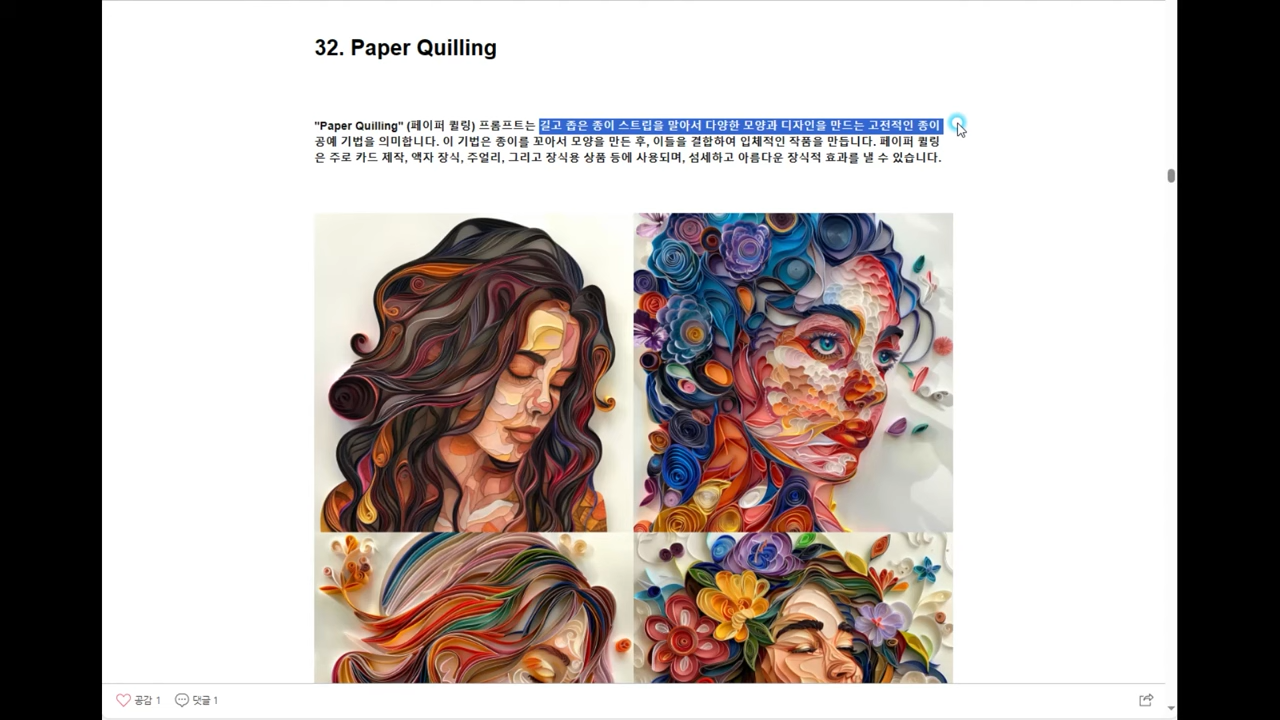 32. Paper Quilling
"Paper Quilling" (페이퍼 퀼링) 프롬프트는 길고 좁은 종이 스트립을 말아서 다양한 모양과 디자인을 만드는 고전적인 종이
공예 기법을 의미합니다. 이 기법은 종이를 꼬아서 모양을 만든 후, 이들을 결합하여 입체적인 작품을 만듭니다. 페이퍼 퀼링
은 주로 카드 제작, 액자 장식, 주얼리, 그리고 장식용 상품 등에 사용되며, 섬세하고 아름다운 장식적 효과를 낼 수 있습니다.
공감 1 댓글 1